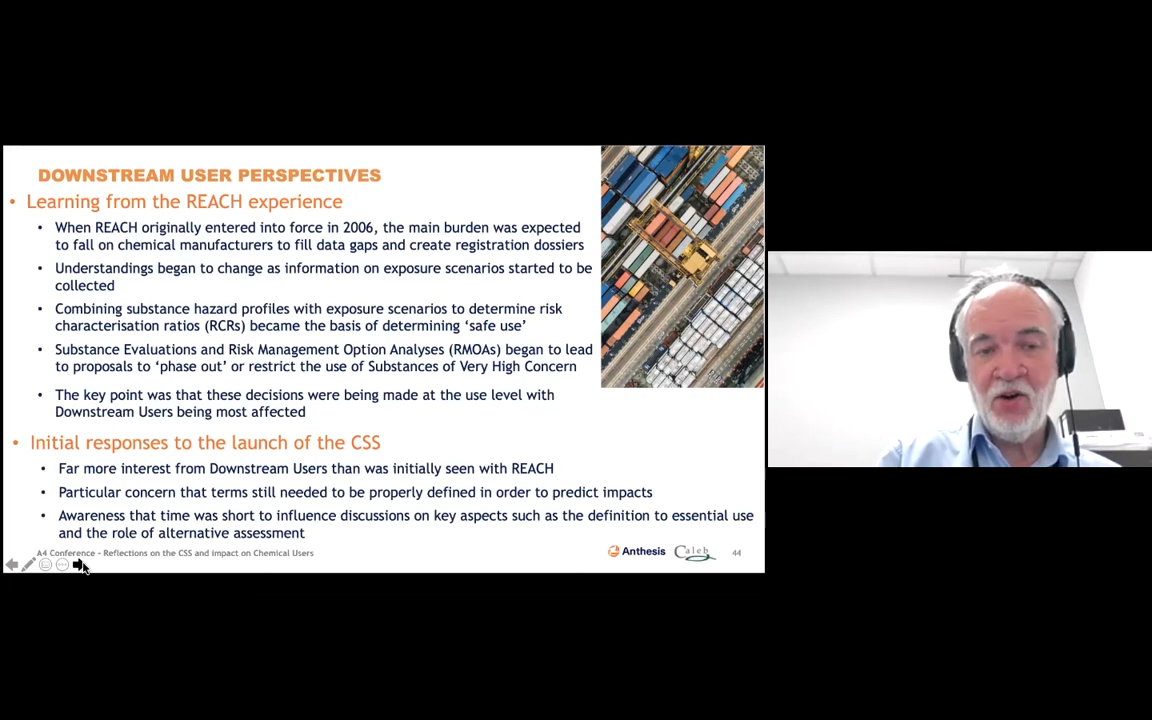 DOWNSTREAM USER PERSPECTIVES
• Learning from the REACH experience
• When REACH originally entered into force in 2006, the main burden was expected
to fall on chemical manufacturers to fill data gaps and create registration dossiers
• Understandings began to change as information on exposure scenarios started to be
collected
• Combining substance hazard profiles with exposure scenarios to determine risk
characterisation ratios (RCRs) became the basis of determining ‘safe use’
• Substance Evaluations and Risk Management Option Analyses (RMOAs) began to lead
to proposals to ‘phase out’ or restrict the use of Substances of Very High Concern
• The key point was that these decisions were being made at the use level with
Downstream Users being most affected
• Initial responses to the launch of the CSS
• Far more interest from Downstream Users than was initially seen with REACH
• Particular concern that terms still needed to be properly defined in order to predict impacts
• Awareness that time was short to influence discussions on key aspects such as the definition to essential use
and the role of alternative assessment
A4 Conference - Reflections on the CSS and impact on Chemical Users
Anthesis
Caleb
44